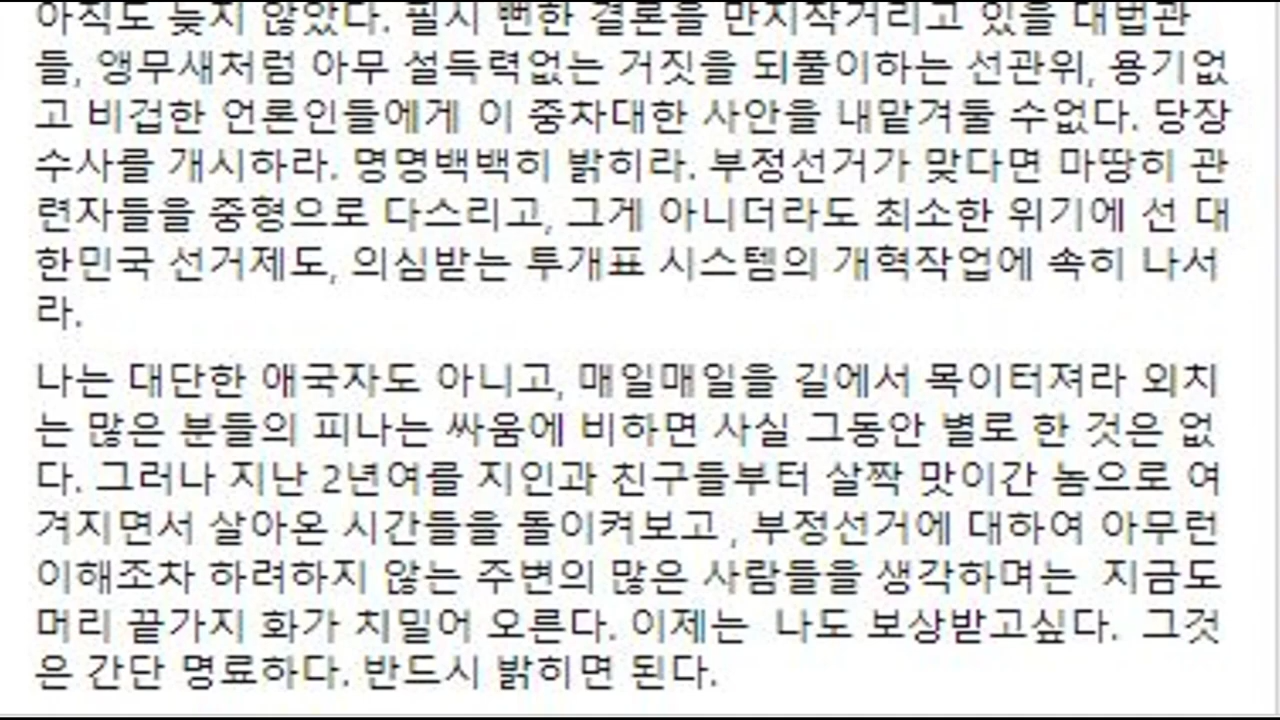 아직도 늦지 않았다. 필시 뻔한 결론을 만지작거리고 있을 대법관
들, 앵무새처럼 아무 설득력없는 거짓을 되풀이하는 선관위, 용기없
고 비겁한 언론인들에게 이 중차대한 사안을 내맡겨둘 수없다. 당장
수사를 개시하라. 명명백백히 밝히라. 부정선거가 맞다면 마땅히 관
련자들을 중형으로 다스리고, 그게 아니더라도 최소한 위기에 선 대
한민국 선거제도, 의심받는 투개표 시스템의 개혁작업에 속히 나서
라.
나는 대단한 애국자도 아니고, 매일매일을 길에서 목이터져라 외치
는 많은 분들의 피나는 싸움에 비하면 사실 그동안 별로 한 것은 없
다. 그러나 지난 2년여를 지인과 친구들부터 살짝 맛이간 놈으로 여
겨지면서 살아온 시간들을 돌이켜보고 , 부정선거에 대하여 아무런
이해조차 하려하지 않는 주변의 많은 사람들을 생각하며는 지금도
머리 끝가지 화가 치밀어 오른다. 이제는 나도 보상받고싶다. 그것
은 간단 명료하다. 반드시 밝히면 된다.